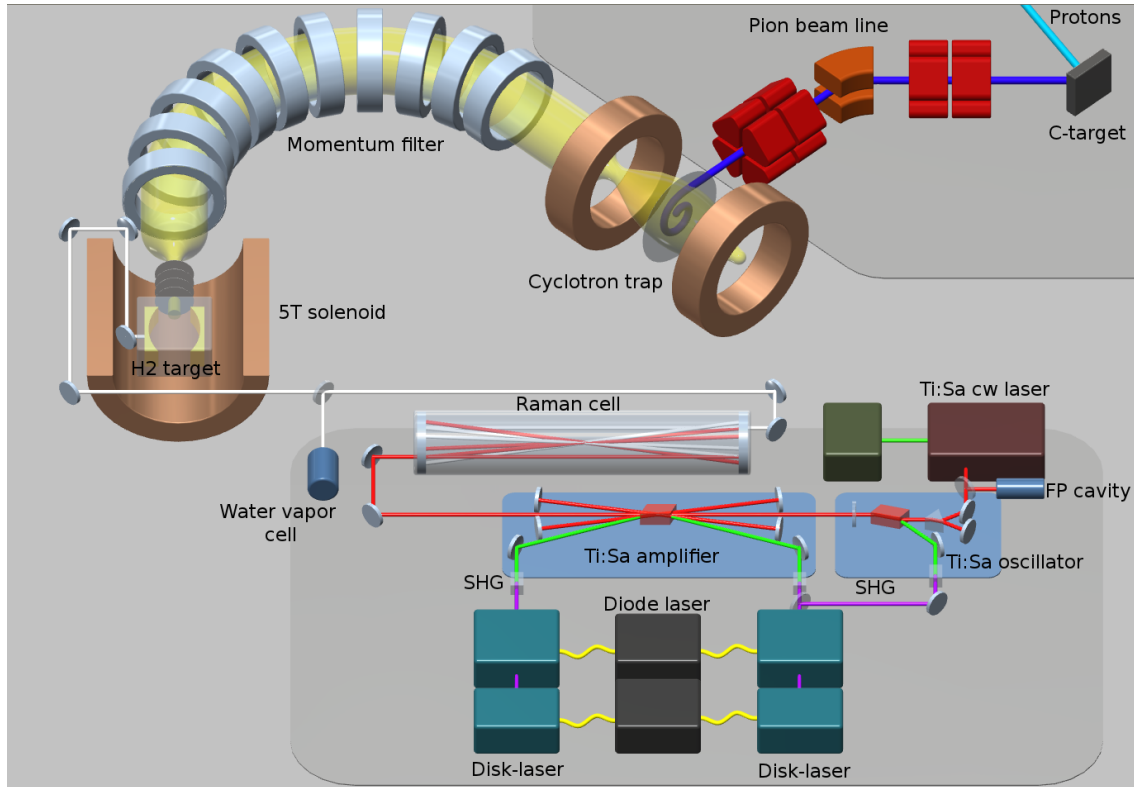 Protons
Pion beam line
C-target
Momentum filter
Cyclotron trap
5T solenoid
H2 target
Raman cell
Ti:Sa cw laser
FP cavity
Water vapor
cell
Ti:Sa amplifier
Ti:Sa oscillator
SHG
SHG
Diode laser
Disk-laser
Disk-laser